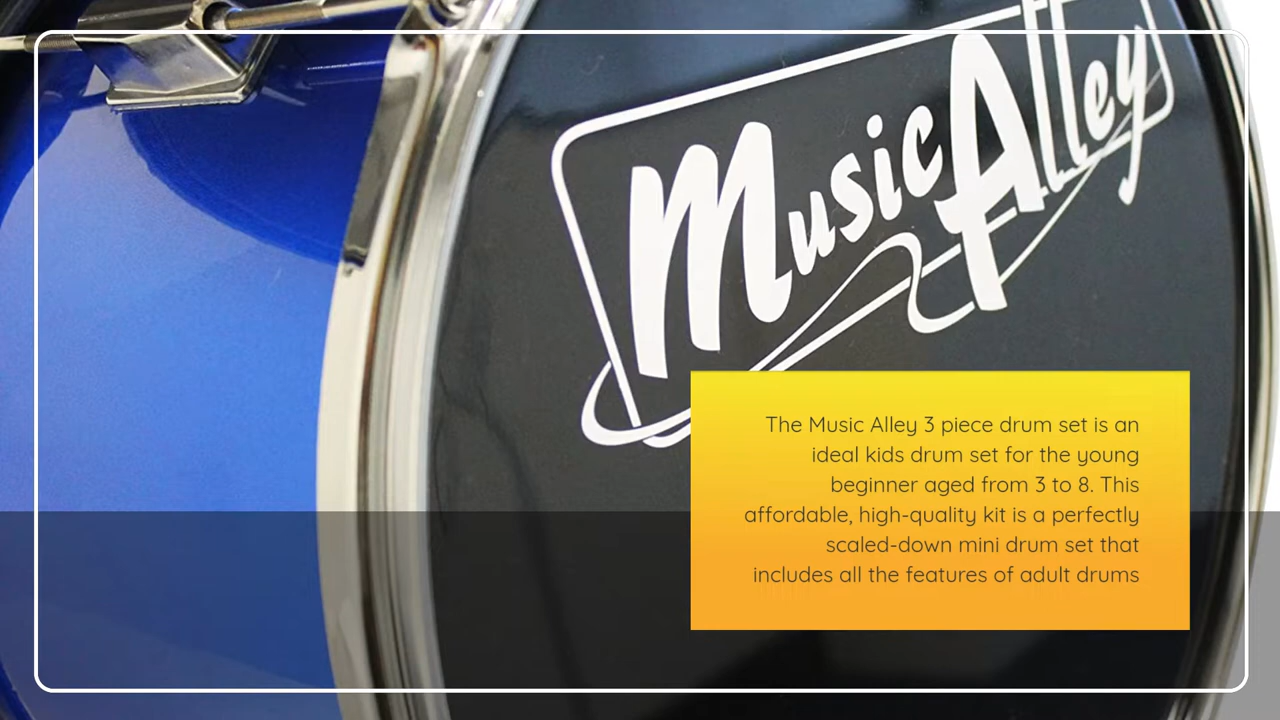 Music Alley
The Music Alley 3 piece drum set is an
ideal kids drum set for the young
beginner aged from 3 to 8. This
affordable, high-quality kit is a perfectly
scaled-down mini drum set that
includes all the features of adult drums